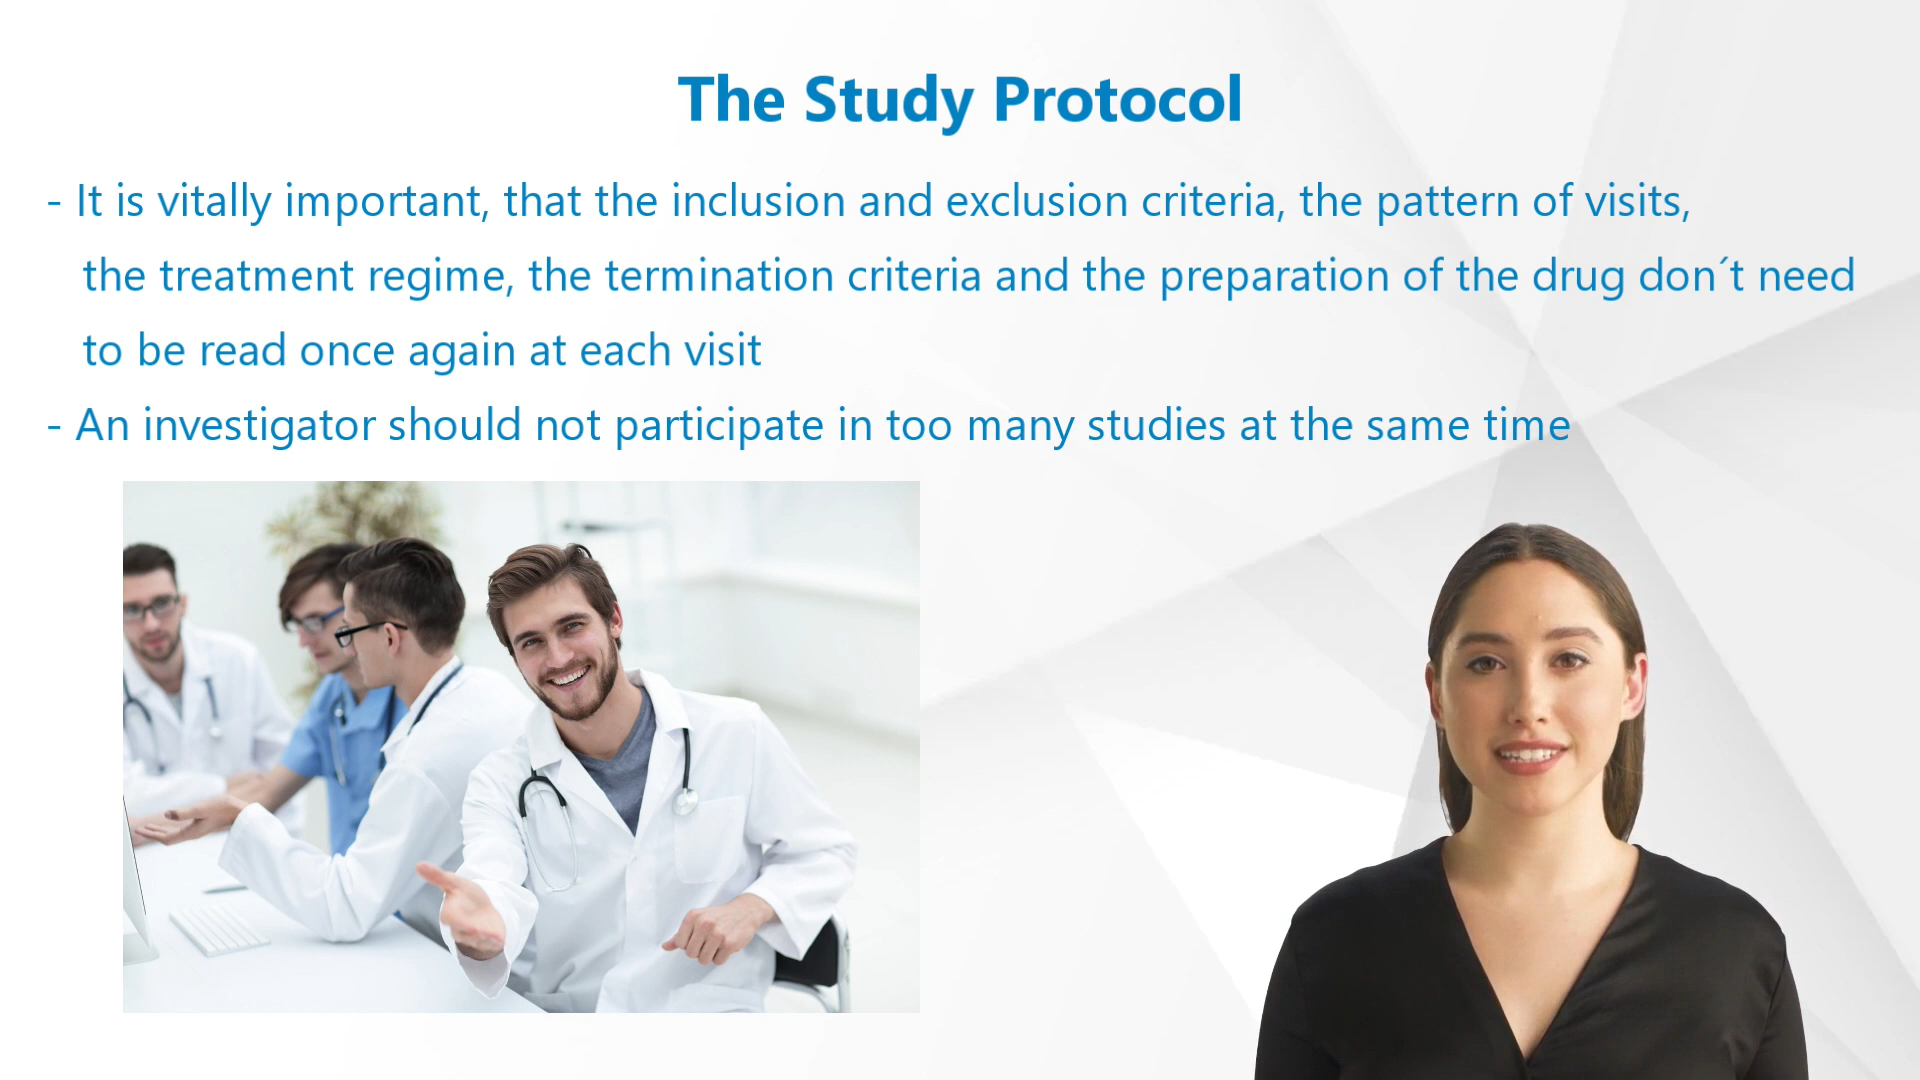 The Study Protocol
- It is vitally important, that the inclusion and exclusion criteria, the pattern of visits,
the treatment regime, the termination criteria and the preparation of the drug don´t need
to be read once again at each visit
- An investigator should not participate in too many studies at the same time